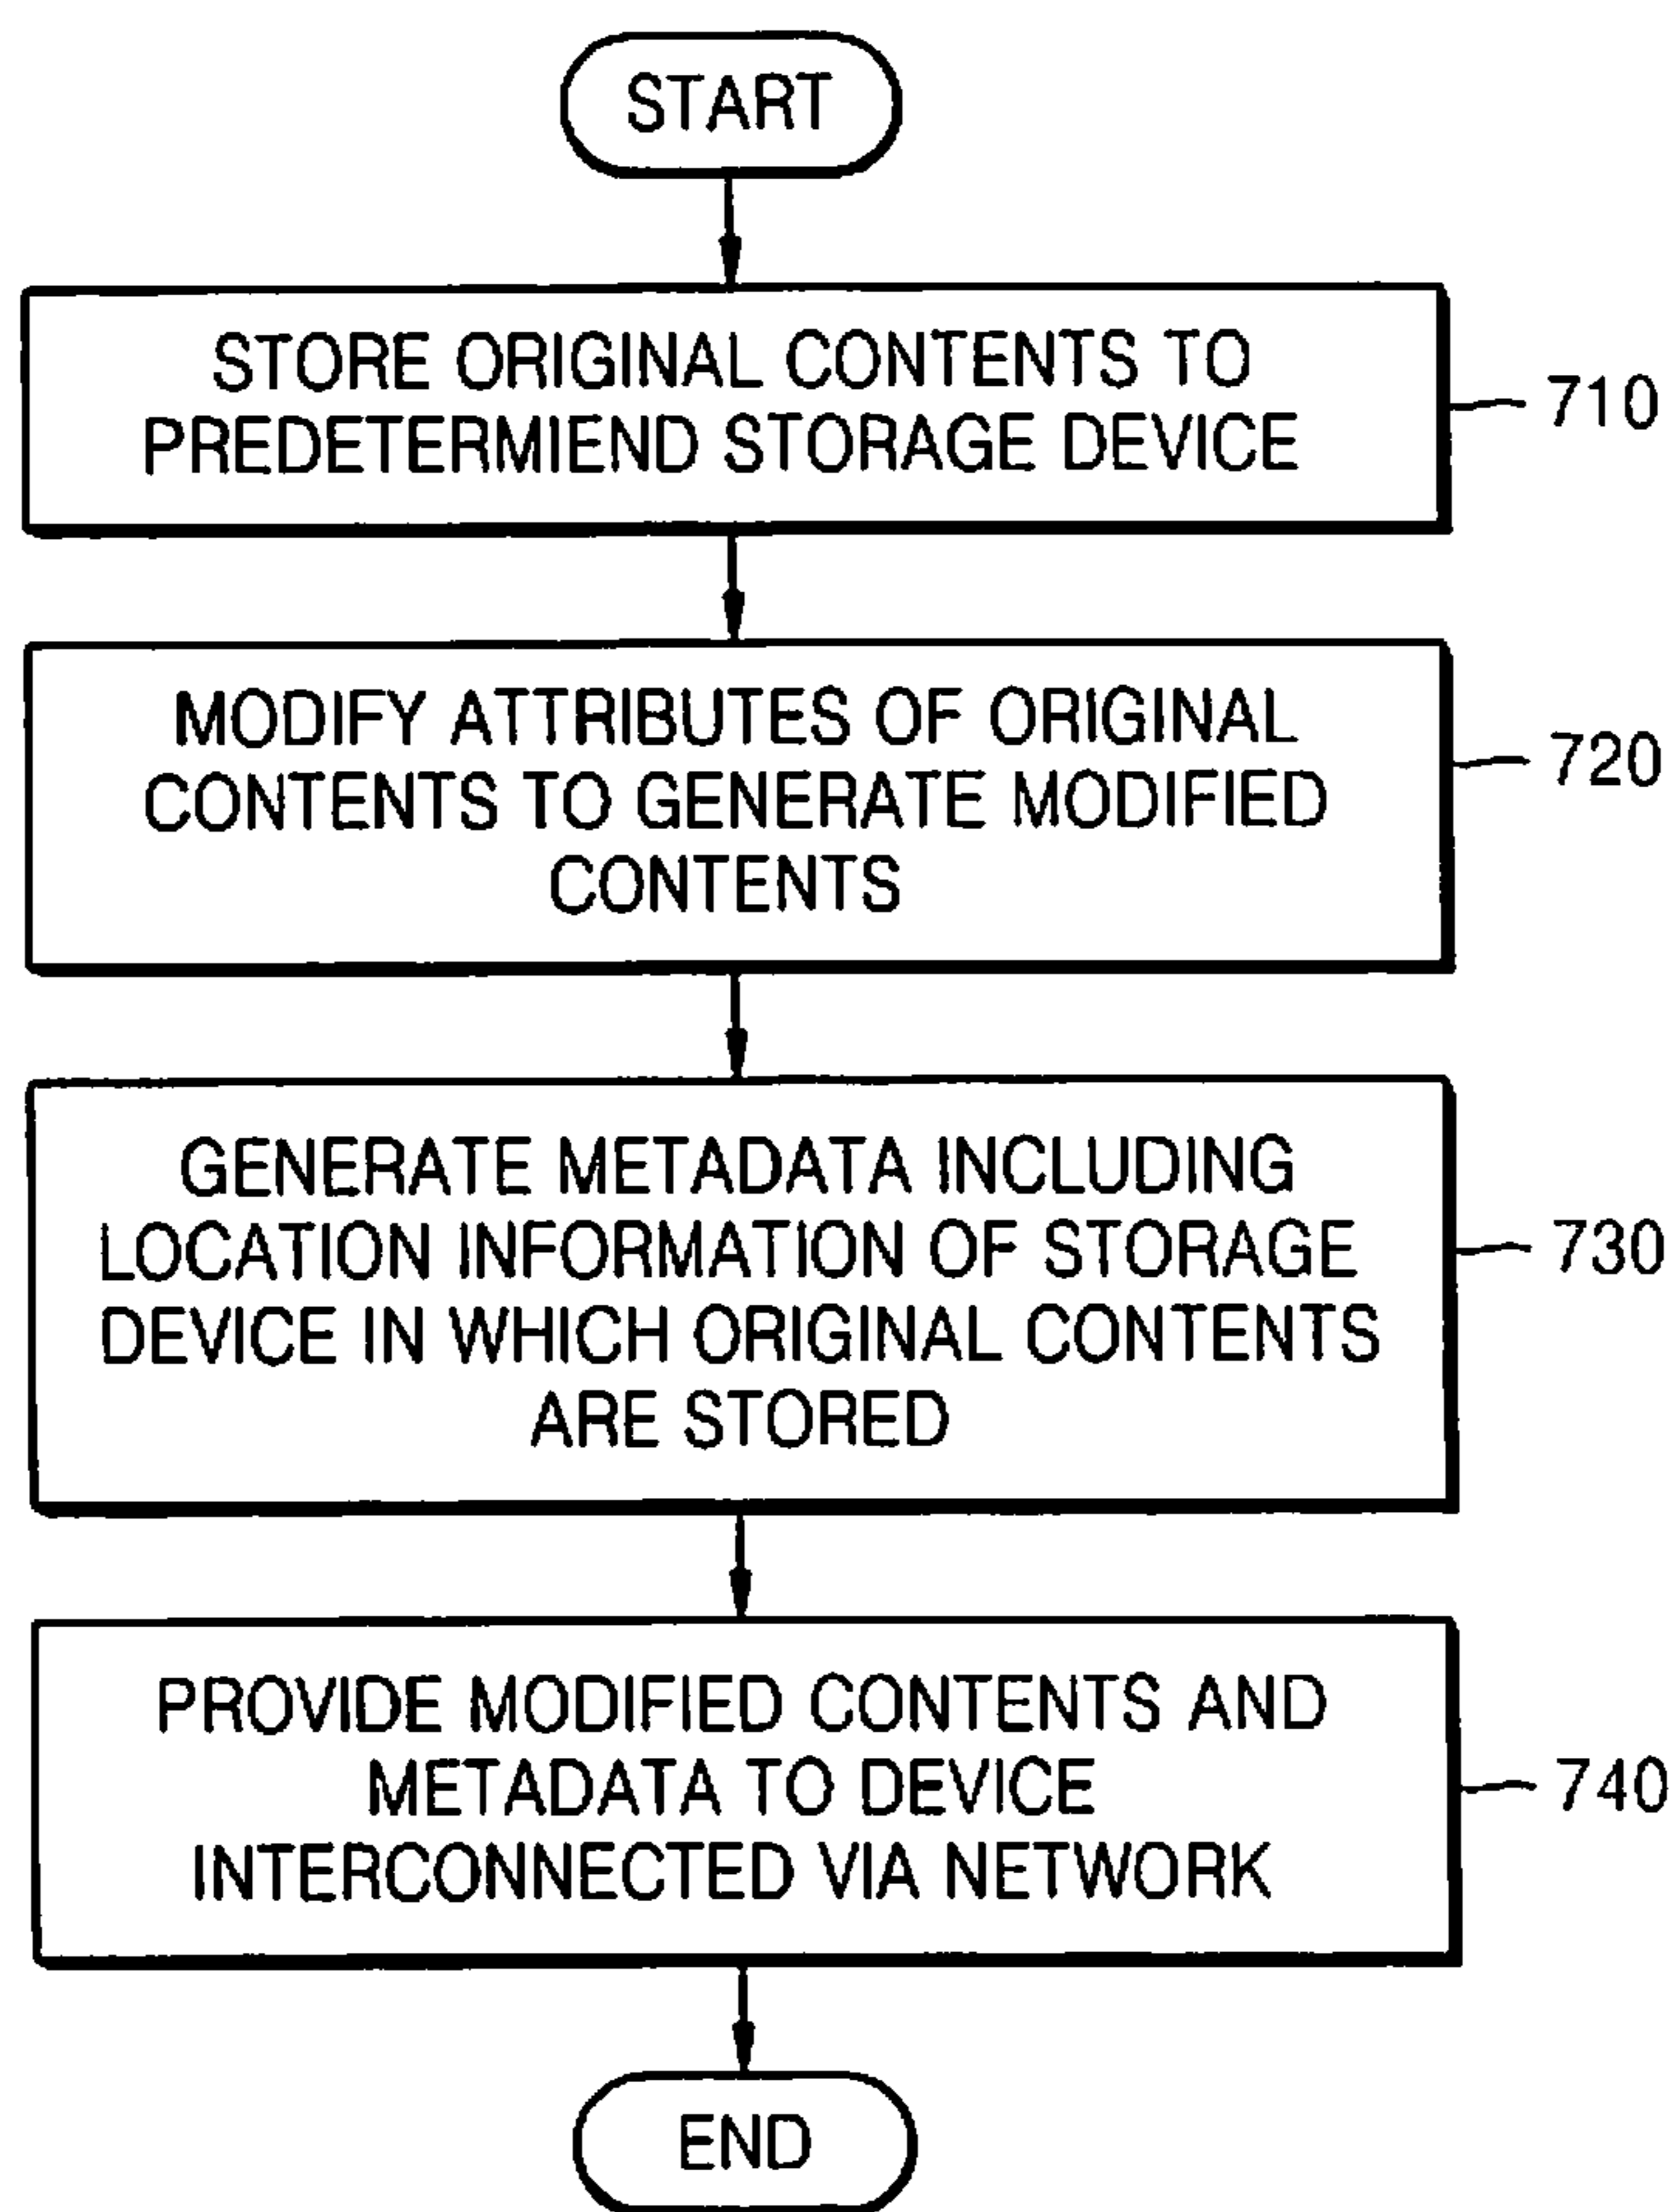 START
STORE ORIGINAL CONTENTS TO
PREDETERMIEND STORAGE DEVICE
710
MODIFY ATTRIBUTES OF ORIGINAL
CONTENTS TO GENERATE MODIFIED
CONTENTS
720
GENERATE METADATA INCLUDING
LOCATION INFORMATION OF STORAGE
DEVICE IN WHICH ORIGINAL CONTENTS
ARE STORED
730
PROVIDE MODIFIED CONTENTS AND
METADATA TO DEVICE
INTERCONNECTED VIA NETWORK
740
END